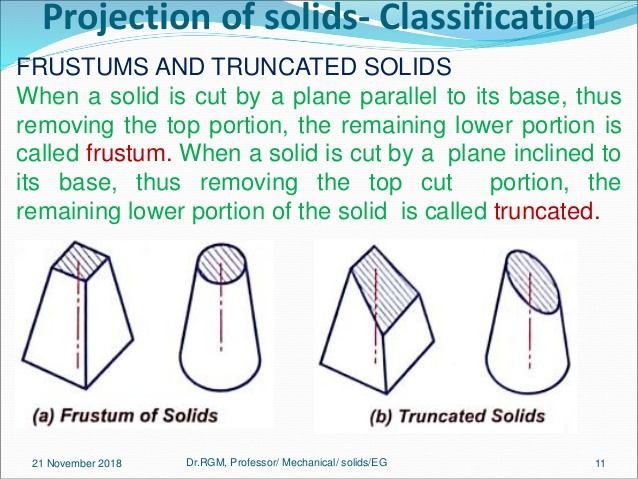 Projection of solids- Classification
FRUSTUMS AND TRUNCATED SOLIDS
When a solid is cut by a plane parallel to its base, thus
removing the top portion, the remaining lower portion is
called frustum. When a solid is cut by a plane inclined to
its base, thus removing the top cut portion, the
remaining lower portion of the solid is called truncated.
(a) Frustum of Solids
(b) Truncated Solids
21 November 2018
Dr.RGM, Professor/ Mechanical/ solids/EG
11